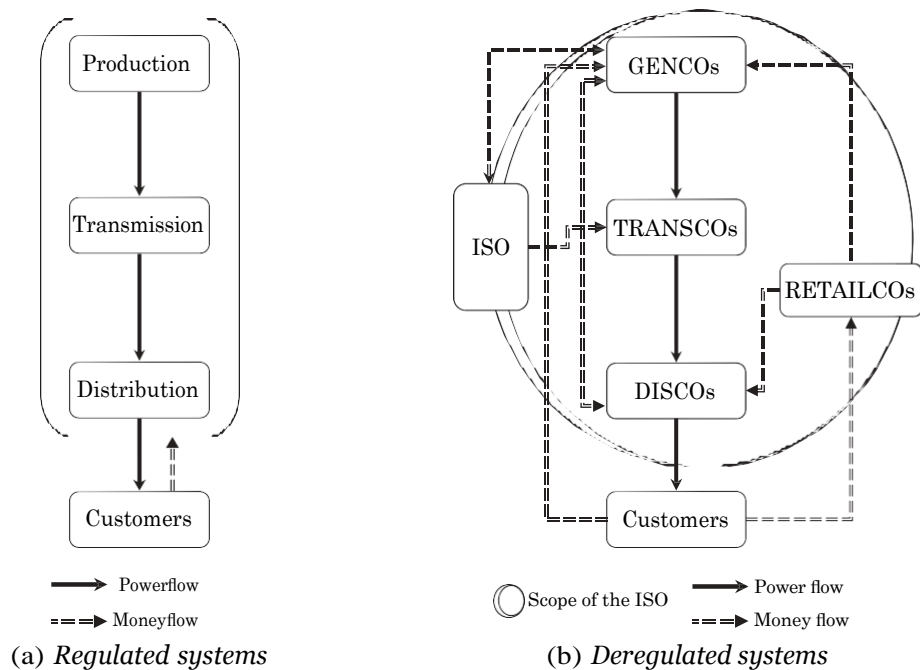 Production
Transmission
Distribution
Customers
Powerflow
Moneyflow
(a) Regulated systems
GENCOs
ISO
TRANSCOs
RETAILCOs
DISCOs
Customers
Scope of the ISO
Power flow
Money flow
(b) Deregulated systems